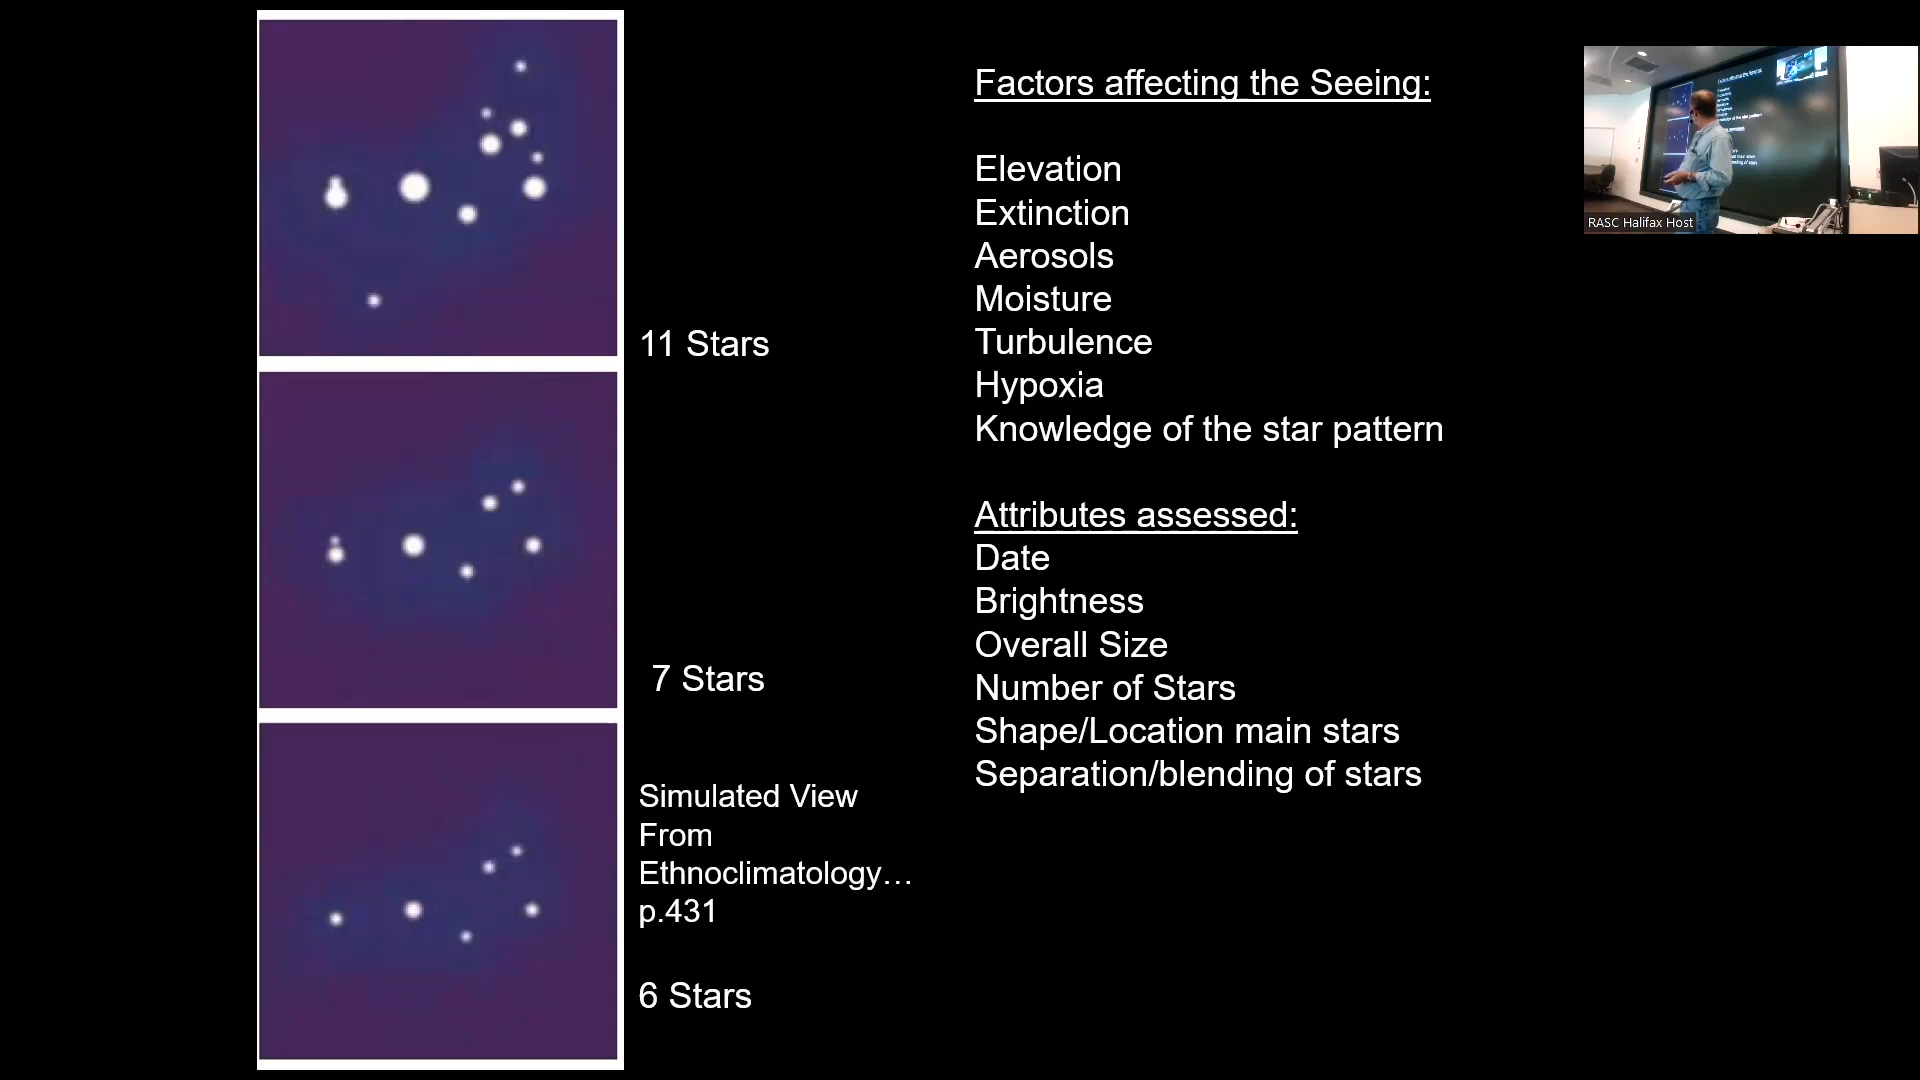 11 Stars
7 Stars
Simulated View
From
Ethnoclimatology…
p.431
6 Stars
Factors affecting the Seeing:
Elevation
Extinction
Aerosols
Moisture
Turbulence
Hypoxia
Knowledge of the star pattern
Attributes assessed:
Date
Brightness
Overall Size
Number of Stars
Shape/Location main stars
Separation/blending of stars
RASC Halifax Host